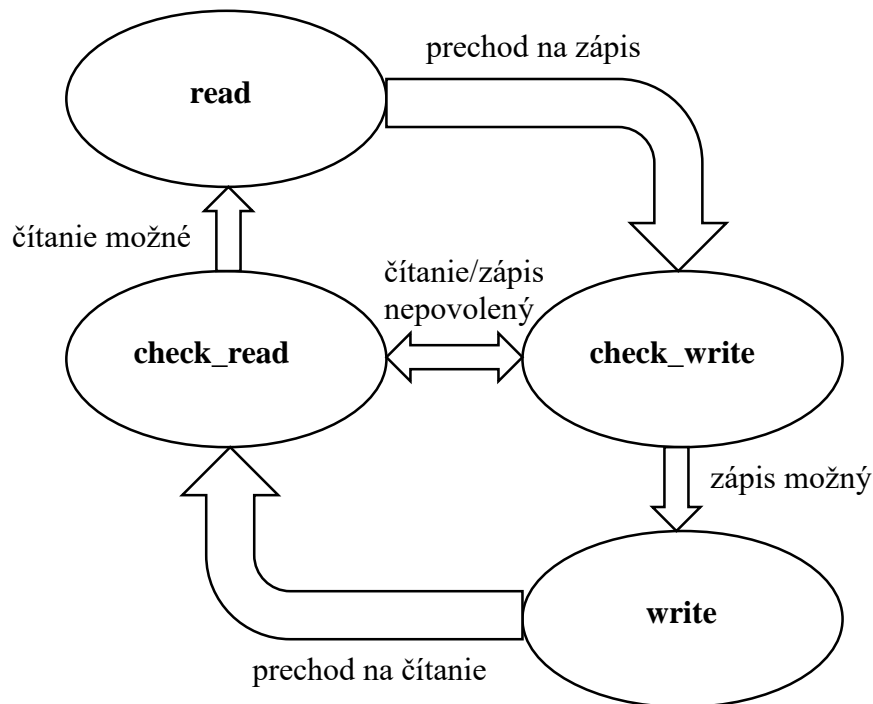 prechod na zápis
read
čítanie možné
čítanie/zápis
nepovolený
check_read
check_write
zápis možný
write
prechod na čítanie